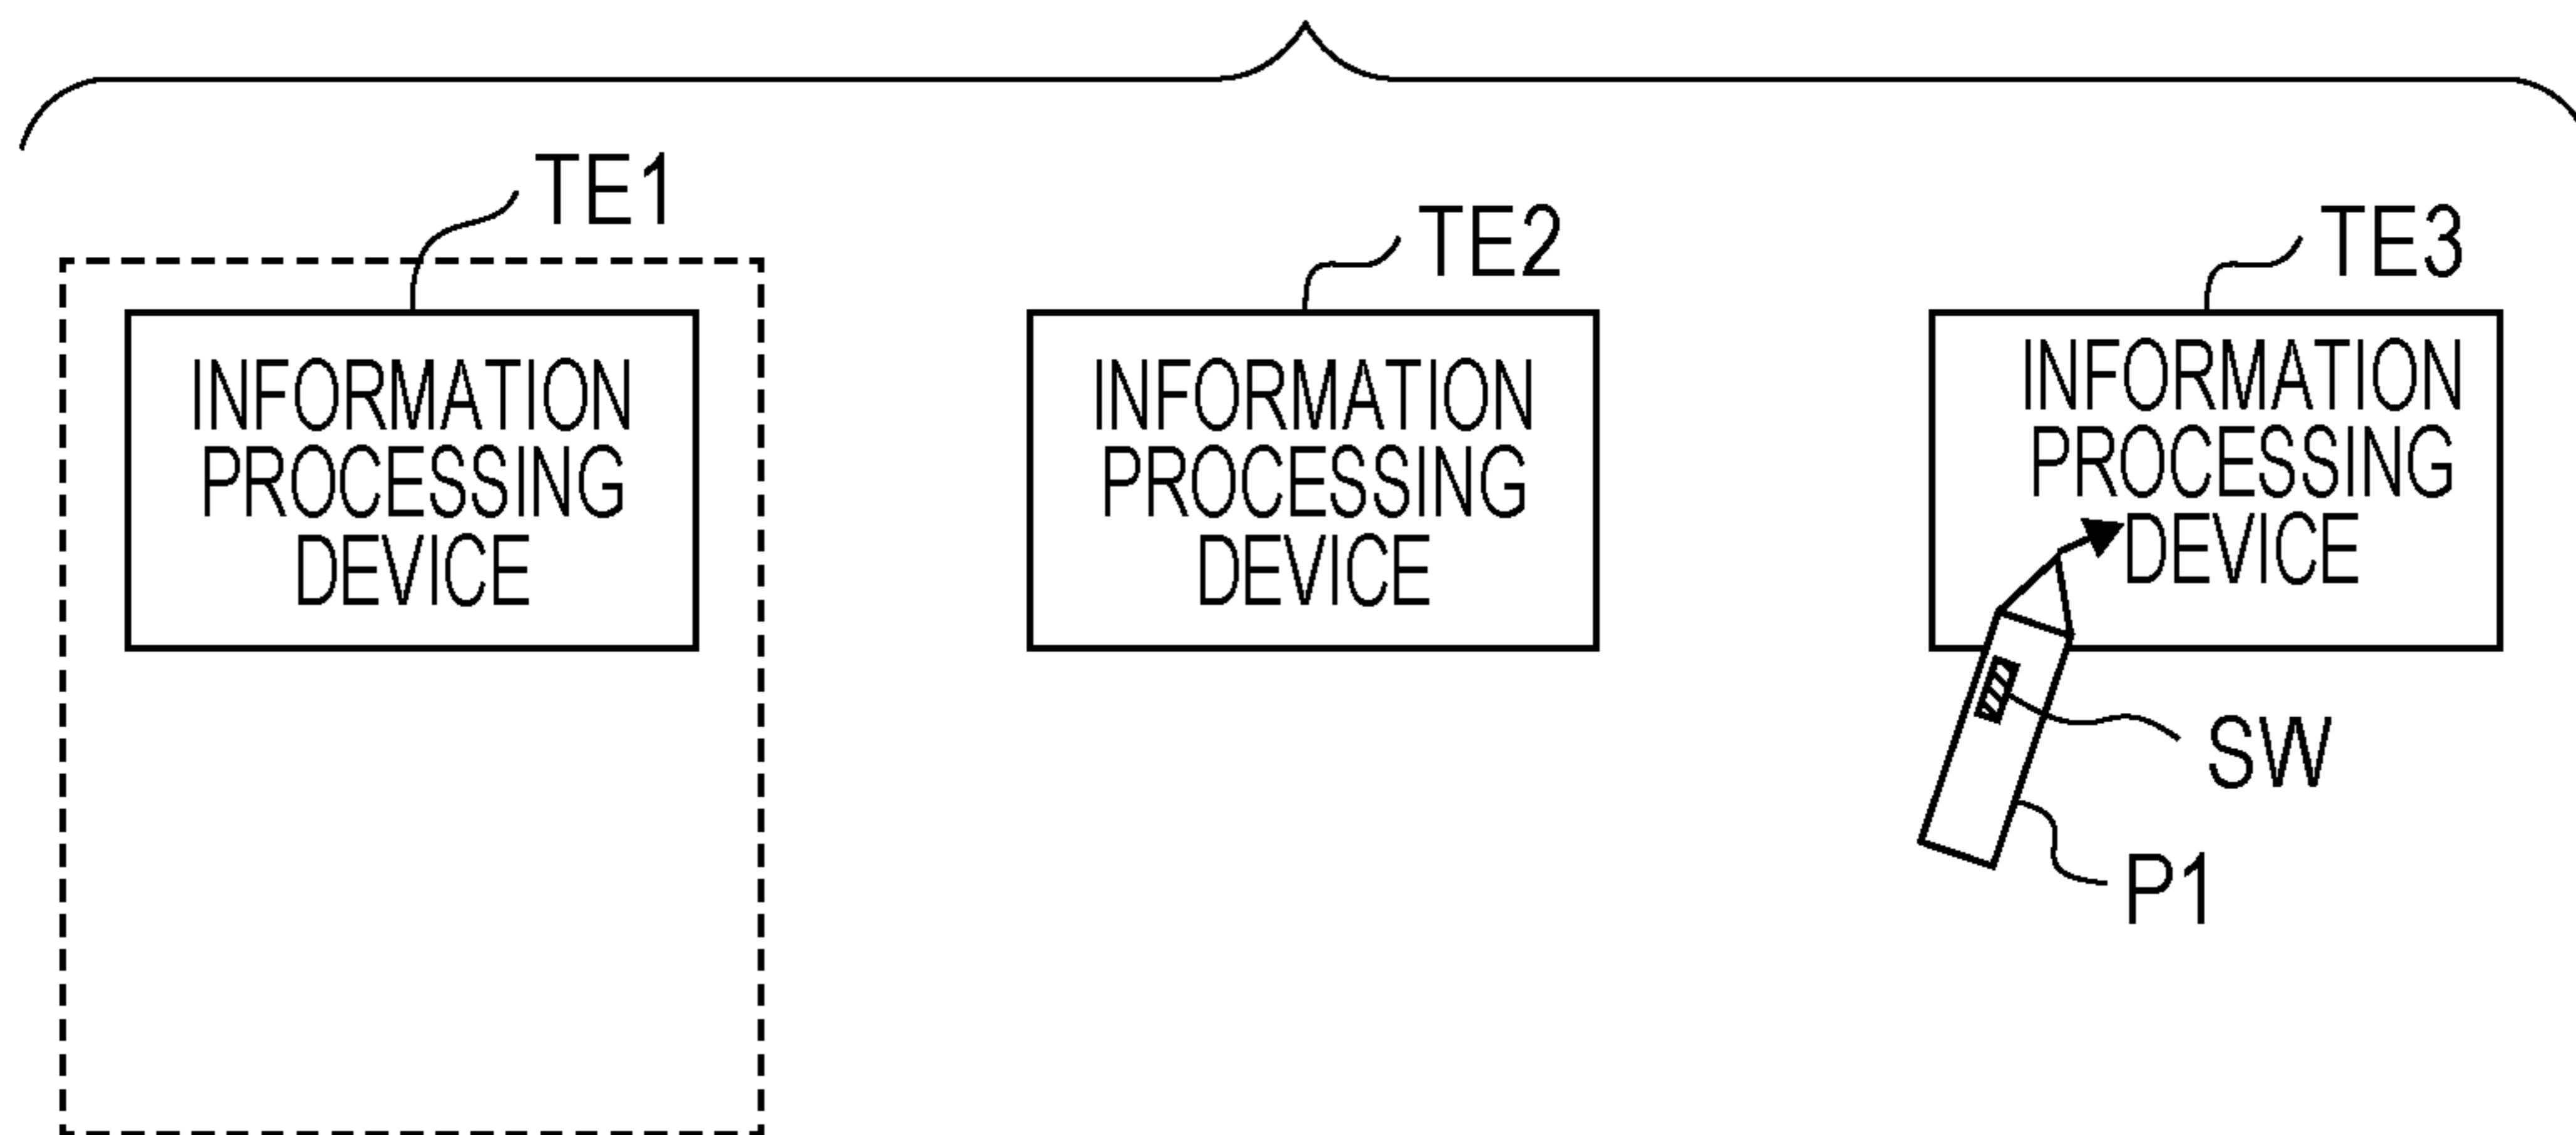 TE1
TE2
TE3
INFORMATION
PROCESSING
DEVICE
INFORMATION
PROCESSING
DEVICE
INFORMATION
PROCESSING
DEVICE
SW
P1